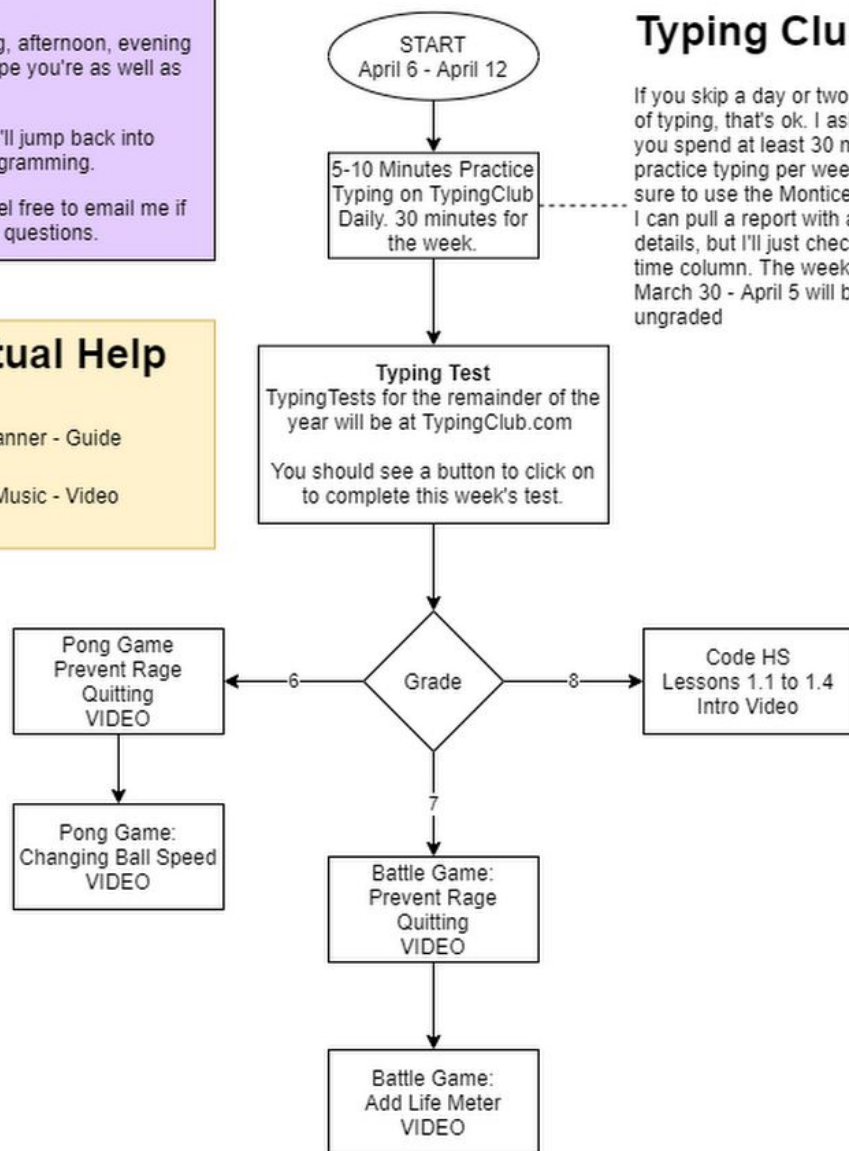 , afternoon, evening
pe you're as well as
'll jump back into
gramming.
el free to email me if
questions.
tual Help
anner - Guide
Music - Video
START
April 6 - April 12
5-10 Minutes Practice
Typing on TypingClub
Daily. 30 minutes for
the week.
Typing Clu
If you skip a day or two
of typing, that's ok. I as
you spend at least 30 m
practice typing per wee
sure to use the Montice
I can pull a report with a
details, but I'll just chec
time column. The week
March 30 - April 5 will b
ungraded
Typing Test
TypingTests for the remainder of the
year will be at TypingClub.com
You should see a button to click on
to complete this week's test.
Grade
6
8
7
Pong Game
Prevent Rage
Quitting
VIDEO
Code HS
Lessons 1.1 to 1.4
Intro Video
Pong Game:
Changing Ball Speed
VIDEO
Battle Game:
Prevent Rage
Quitting
VIDEO
Battle Game:
Add Life Meter
VIDEO